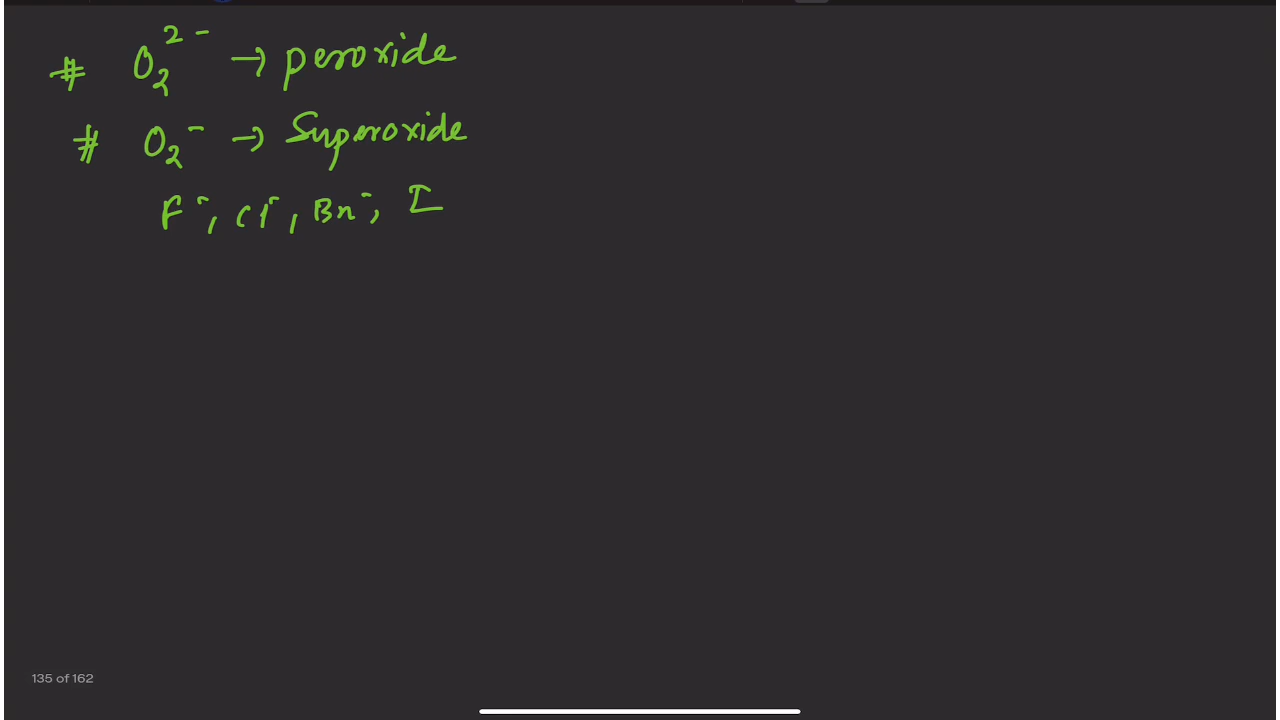 # O₂²⁻ → peroxide
# O₂⁻ → Superoxide
F⁻, Cl⁻, Br⁻, I
135 of 162